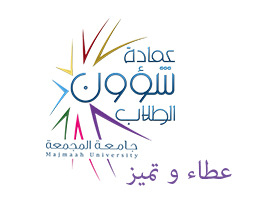 عمادة
شؤون
الطلاب
جامعة المجمعة
Majmaah University
عطاء و تميز